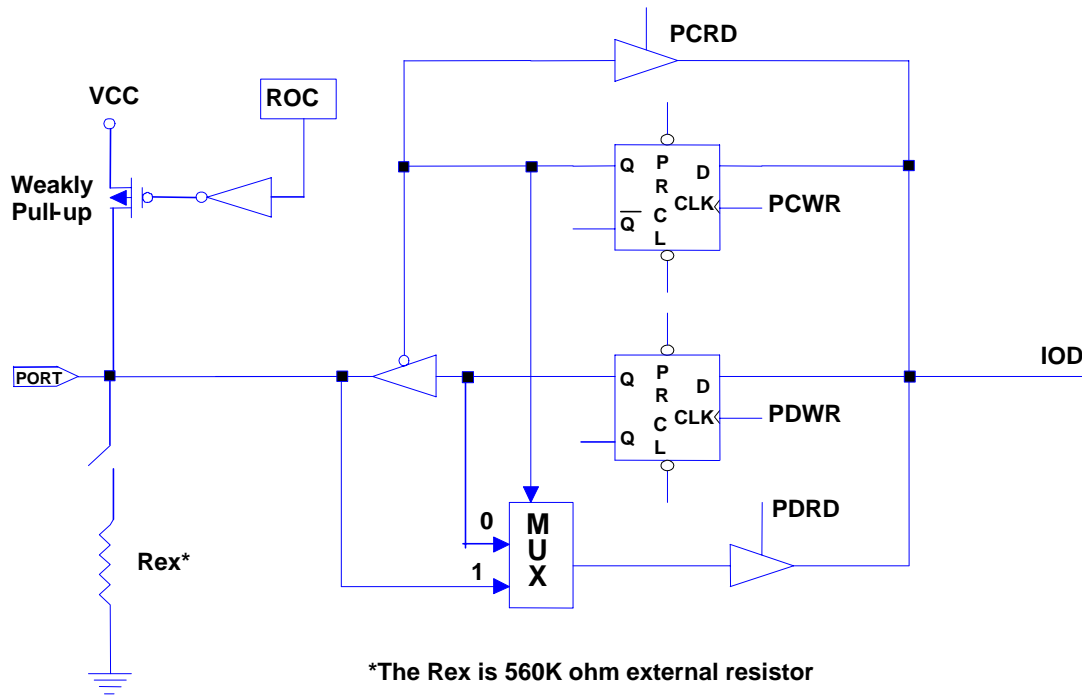 PCRD
VCC
ROC
Weakly
Pull-up
Q
P
R
D
CLK
PCWR
Q
C
L
PORT
IOD
Q
P
R
D
CLK
PDWR
Q
C
L
0
1
M
U
X
PDRD
Rex*
*The Rex is 560K ohm external resistor